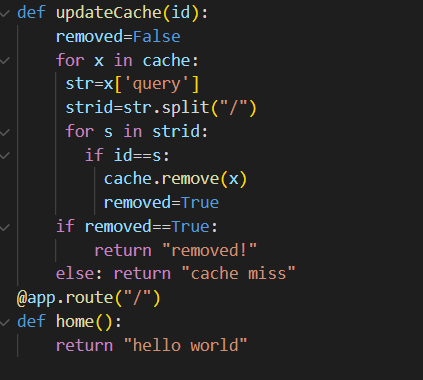 def updateCache(id):
    removed=False
    for x in cache:
     str=x['query']
     strid=str.split("/")
     for s in strid:
       if id==s:
         cache.remove(x)
         removed=True
    if removed==True:
        return "removed!"
    else: return "cache miss"
@app.route("/")
def home():
    return "hello world"